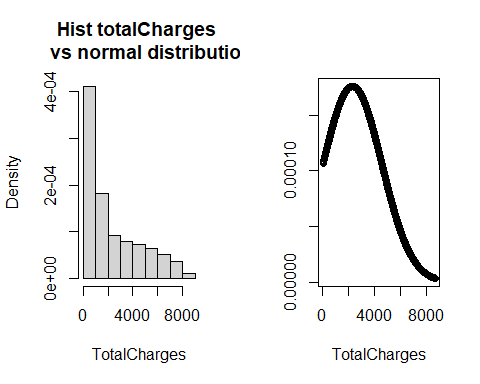 Hist totalCharges
vs normal distributio
Density
4e-04
2e-04
0e+00
0 4000 8000
TotalCharges
0.00010
0.00000
0 4000 8000
TotalCharges